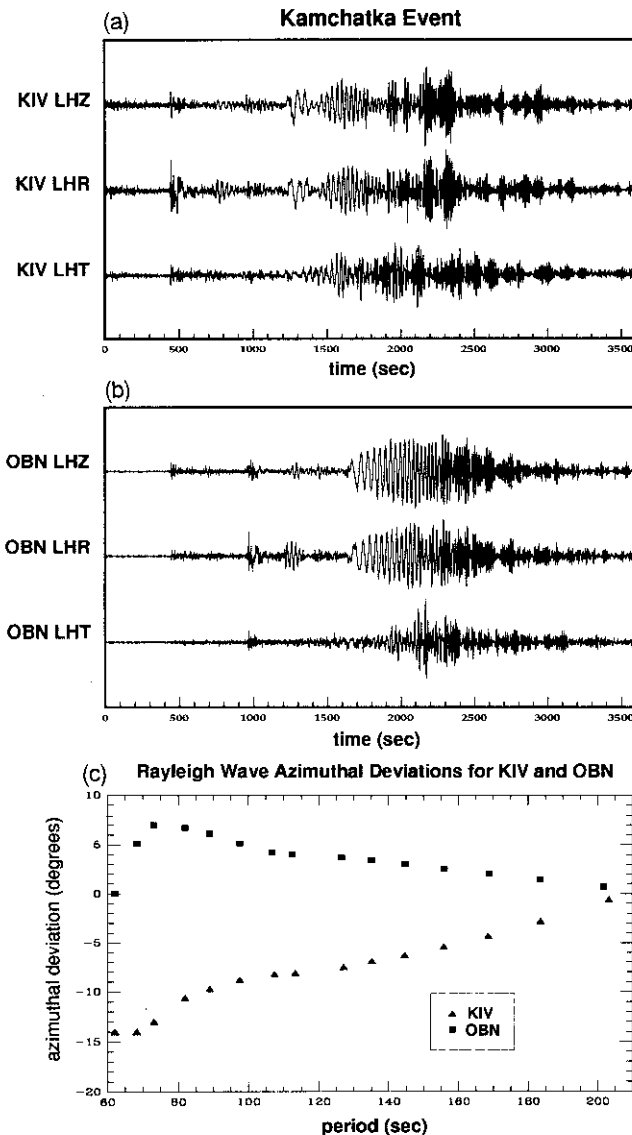 (a)
Kamchatka Event
KIV LHZ
KIV LHR
KIV LHT
0 500 1000 1500 2000 2500 3000 3500
time (sec)
(b)
OBN LHZ
OBN LHR
OBN LHT
0 500 1000 1500 2000 2500 3000 3500
time (sec)
(c) Rayleigh Wave Azimuthal Deviations for KIV and OBN
azimuthal deviation (degrees)
10
5
0
-5
-10
-15
-20
KIV
OBN
60 80 100 120 140 160 180 200
period (sec)